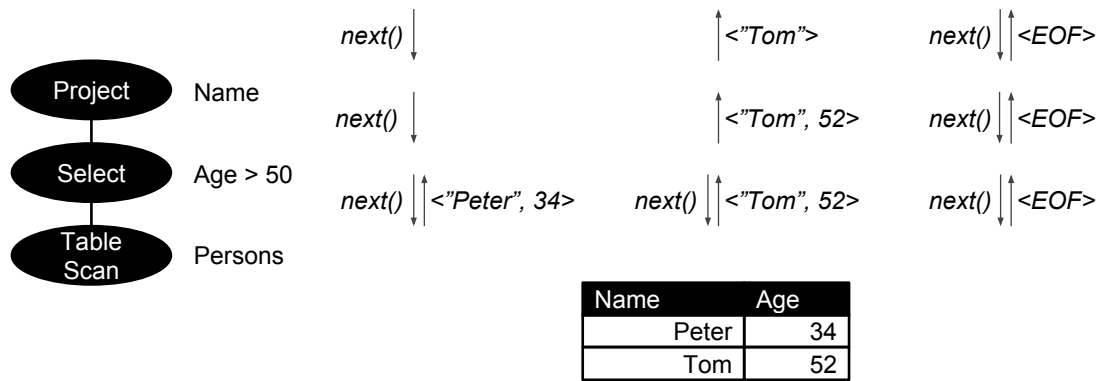 next() <”Tom”> next() <EOF>
Project Name
next() <”Tom”, 52> next() <EOF>
Select Age > 50
next() <”Peter”, 34> next() <”Tom”, 52> next() <EOF>
Table
Scan
Persons
Name Age
Peter 34
Tom 52